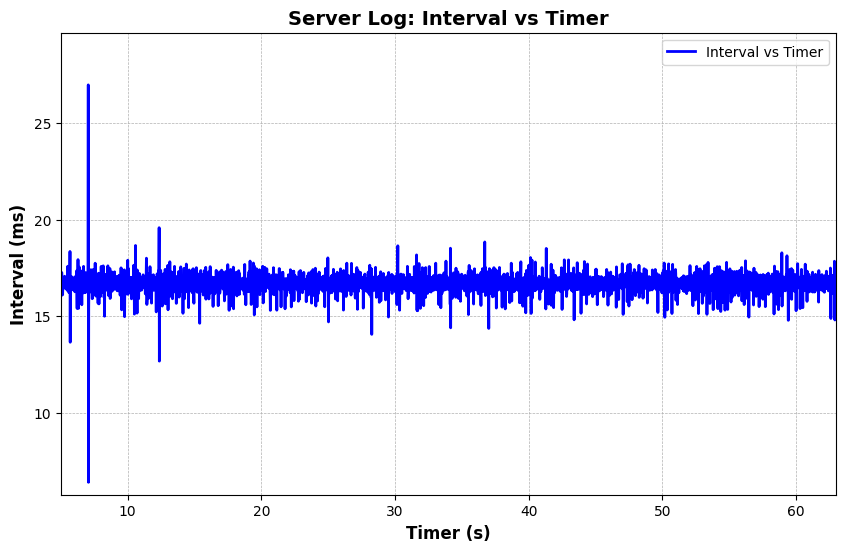 Server Log: Interval vs Timer
Interval vs Timer
Interval (ms)
25
20
15
10
10 20 30 40 50 60
Timer (s)